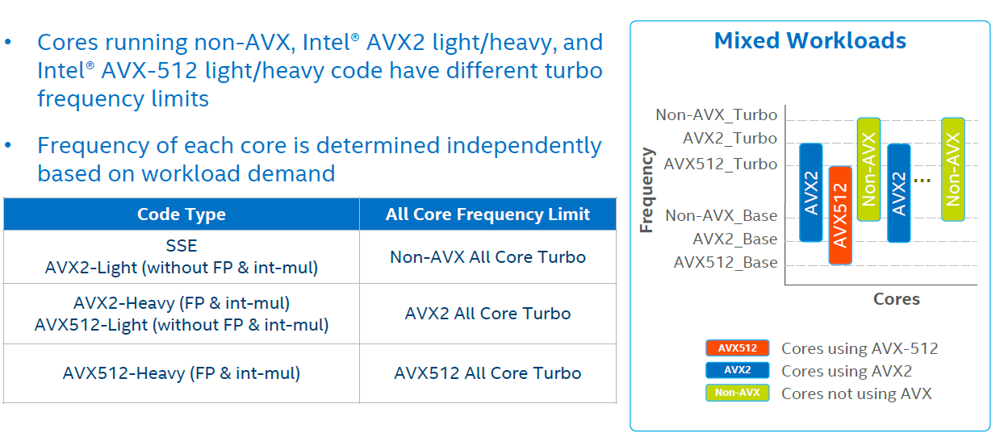 • Cores running non-AVX, Intel® AVX2 light/heavy, and
Intel® AVX-512 light/heavy code have different turbo
frequency limits
• Frequency of each core is determined independently
based on workload demand
Code Type
All Core Frequency Limit
SSE
AVX2-Light (without FP & int-mul)
Non-AVX All Core Turbo
AVX2-Heavy (FP & int-mul)
AVX512-Light (without FP & int-mul)
AVX2 All Core Turbo
AVX512-Heavy (FP & int-mul)
AVX512 All Core Turbo
Mixed Workloads
Frequency
Non-AVX_Turbo
AVX2_Turbo
AVX512_Turbo
Non-AVX_Base
AVX2_Base
AVX512_Base
AVX2
AVX512
Non-AVX
AVX2
...
Non-AVX
Cores
AVX512 Cores using AVX-512
AVX2 Cores using AVX2
Non-AVX Cores not using AVX